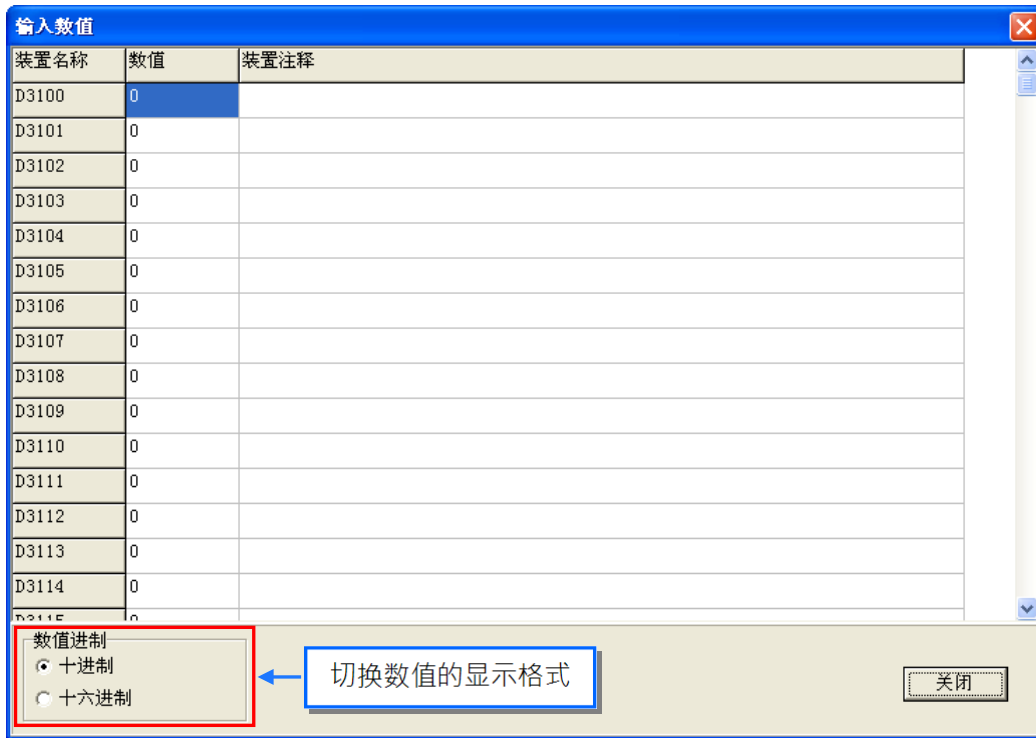 输入数值
装置名称 数值 装置注释
D3100 0
D3101 0
D3102 0
D3103 0
D3104 0
D3105 0
D3106 0
D3107 0
D3108 0
D3109 0
D3110 0
D3111 0
D3112 0
D3113 0
D3114 0
D3115 0
数值进制
十进制
十六进制
切换数值的显示格式
关闭